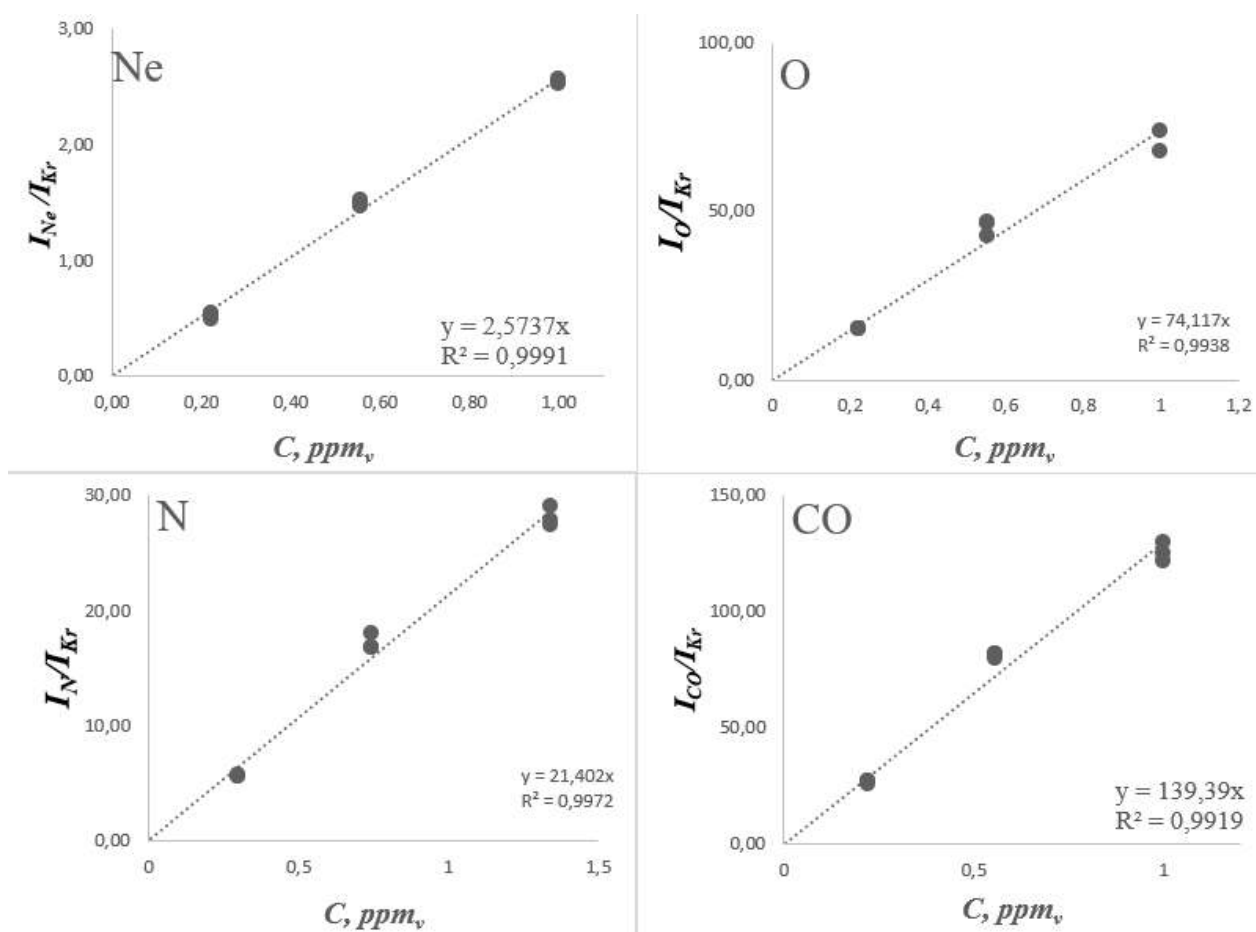 Ne
I_Ne/I_Kr
3,00
2,00
1,00
0,00
0,00 0,20 0,40 0,60 0,80 1,00
y = 2,5737x
R² = 0,9991
C, ppm_v
O
I_O/I_Kr
100,00
50,00
0,00
0 0,2 0,4 0,6 0,8 1 1,2
y = 74,117x
R² = 0,9938
C, ppm_v
N
I_N/I_Kr
30,00
20,00
10,00
0,00
0 0,5 1 1,5
y = 21,402x
R² = 0,9972
C, ppm_v
CO
I_CO/I_Kr
150,00
100,00
50,00
0,00
0 0,5 1
y = 139,39x
R² = 0,9919
C, ppm_v